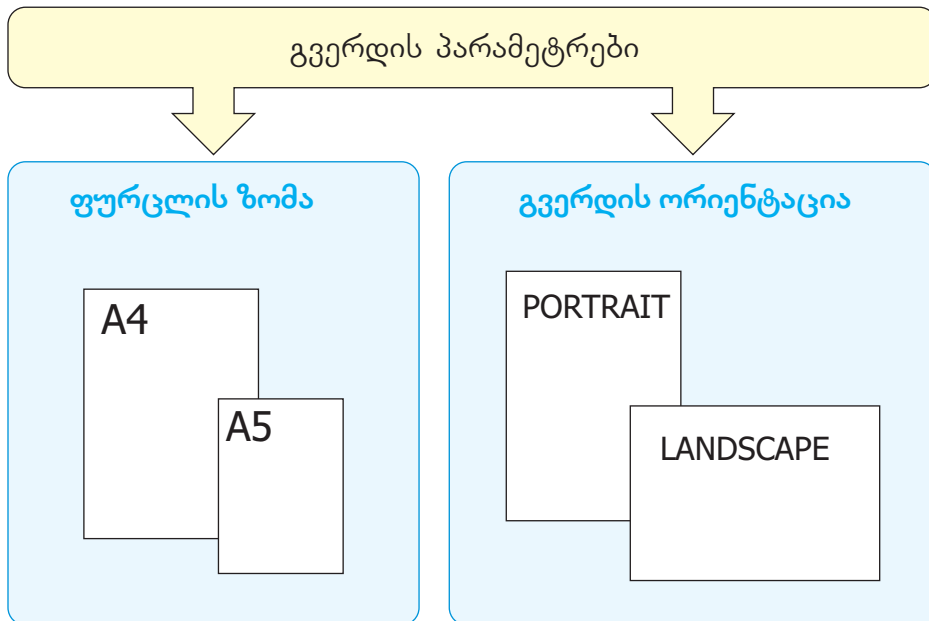 გვერდის პარამეტრები
ფურცლის ზომა
A4
A5
გვერდის ორიენტაცია
PORTRAIT
LANDSCAPE